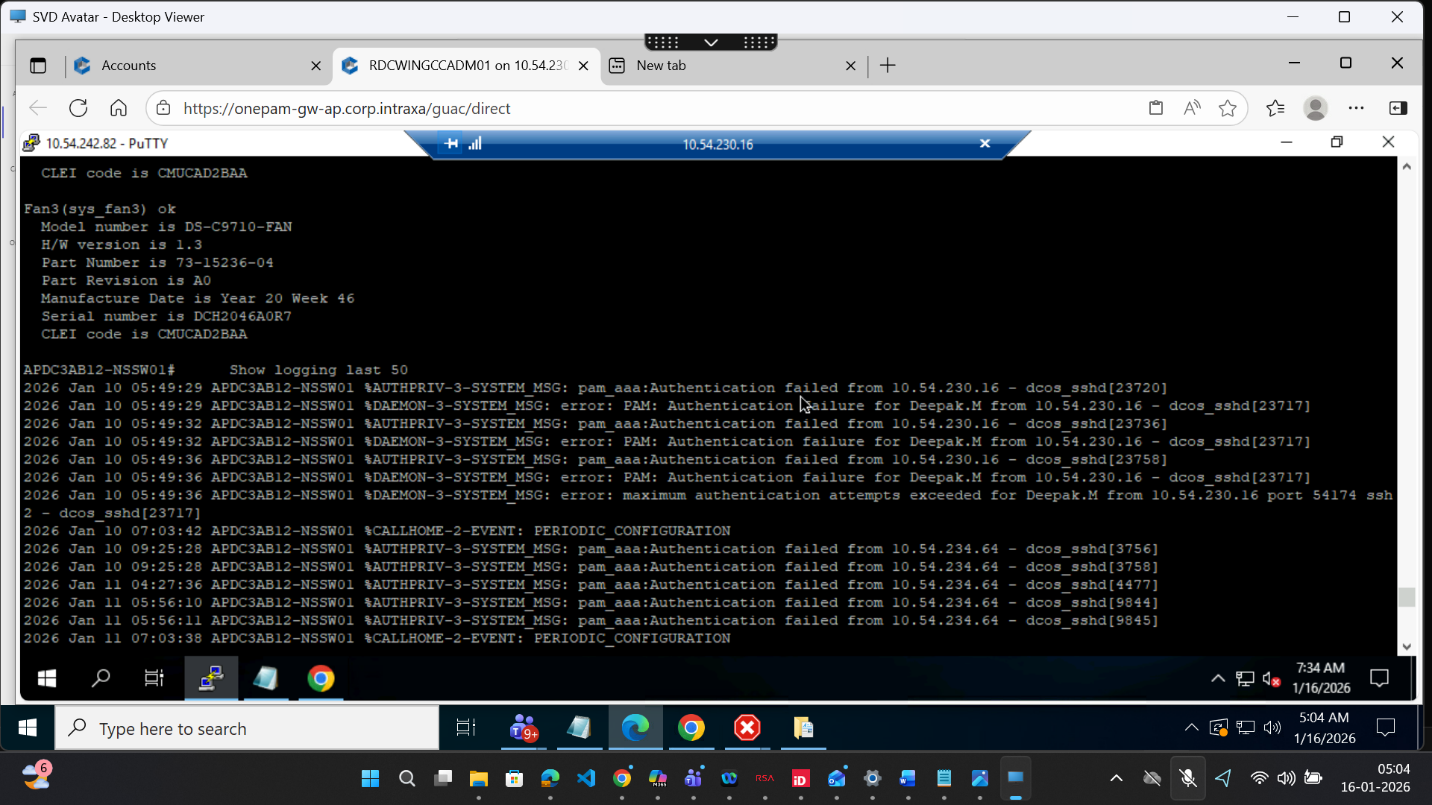 SVD Avatar - Desktop Viewer
Accounts
RDCWINGCCADM01 on 10.54.230
New tab
https://onepam-gw-ap.corp.intraxa/guac/direct
10.54.242.82 - PuTTY
10.54.230.16
CLEI code is CMUCAD2BAA
Fan3(sys_fan3) ok
Model number is DS-C9710-FAN
H/W version is 1.3
Part Number is 73-15236-04
Part Revision is A0
Manufacture Date is Year 20 Week 46
Serial number is DCH2046A0R7
CLEI code is CMUCAD2BAA
APDC3AB12-NSSW01# Show logging last 50
2026 Jan 10 05:49:29 APDC3AB12-NSSW01 %AUTHPRIV-3-SYSTEM_MSG: pam_aaa:Authentication failed from 10.54.230.16 - dcos_sshd[23720]
2026 Jan 10 05:49:29 APDC3AB12-NSSW01 %DAEMON-3-SYSTEM_MSG: error: PAM: Authentication failure for Deepak.M from 10.54.230.16 - dcos_sshd[23717]
2026 Jan 10 05:49:32 APDC3AB12-NSSW01 %AUTHPRIV-3-SYSTEM_MSG: pam_aaa:Authentication failed from 10.54.230.16 - dcos_sshd[23736]
2026 Jan 10 05:49:32 APDC3AB12-NSSW01 %DAEMON-3-SYSTEM_MSG: error: PAM: Authentication failure for Deepak.M from 10.54.230.16 - dcos_sshd[23717]
2026 Jan 10 05:49:36 APDC3AB12-NSSW01 %AUTHPRIV-3-SYSTEM_MSG: pam_aaa:Authentication failed from 10.54.230.16 - dcos_sshd[23758]
2026 Jan 10 05:49:36 APDC3AB12-NSSW01 %DAEMON-3-SYSTEM_MSG: error: PAM: Authentication failure for Deepak.M from 10.54.230.16 - dcos_sshd[23717]
2026 Jan 10 05:49:36 APDC3AB12-NSSW01 %DAEMON-3-SYSTEM_MSG: error: maximum authentication attempts exceeded for Deepak.M from 10.54.230.16 port 54174 ssh
2 - dcos_sshd[23717]
2026 Jan 10 07:03:42 APDC3AB12-NSSW01 %CALLHOME-2-EVENT: PERIODIC_CONFIGURATION
2026 Jan 10 09:25:28 APDC3AB12-NSSW01 %AUTHPRIV-3-SYSTEM_MSG: pam_aaa:Authentication failed from 10.54.234.64 - dcos_sshd[3756]
2026 Jan 10 09:25:28 APDC3AB12-NSSW01 %AUTHPRIV-3-SYSTEM_MSG: pam_aaa:Authentication failed from 10.54.234.64 - dcos_sshd[3758]
2026 Jan 11 04:27:36 APDC3AB12-NSSW01 %AUTHPRIV-3-SYSTEM_MSG: pam_aaa:Authentication failed from 10.54.234.64 - dcos_sshd[4477]
2026 Jan 11 05:56:10 APDC3AB12-NSSW01 %AUTHPRIV-3-SYSTEM_MSG: pam_aaa:Authentication failed from 10.54.234.64 - dcos_sshd[9844]
2026 Jan 11 05:56:11 APDC3AB12-NSSW01 %AUTHPRIV-3-SYSTEM_MSG: pam_aaa:Authentication failed from 10.54.234.64 - dcos_sshd[9845]
2026 Jan 11 07:03:38 APDC3AB12-NSSW01 %CALLHOME-2-EVENT: PERIODIC_CONFIGURATION
7:34 AM
1/16/2026
Type here to search
9+
5:04 AM
1/16/2026
6
RSA
iD
05:04
16-01-2026